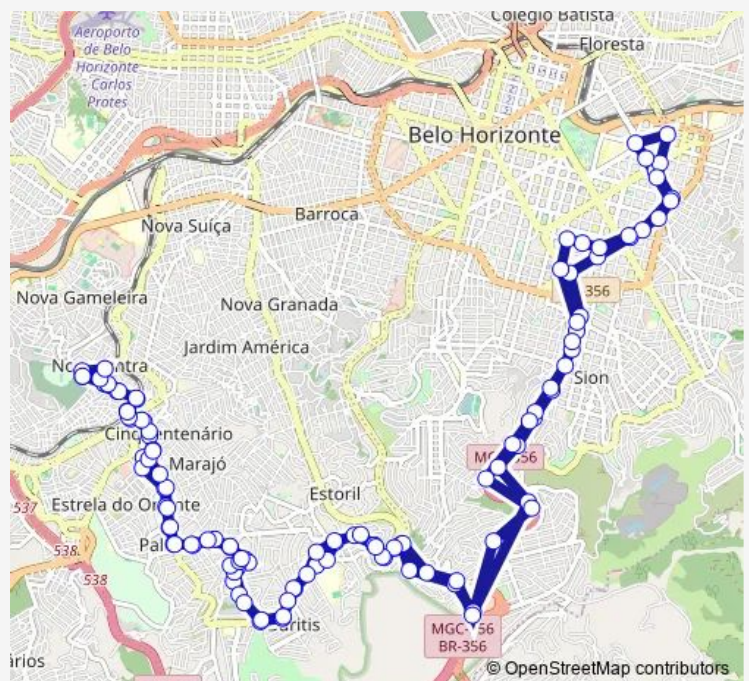 Colégio Batista
Aeroporto
de Belo
Horizonte
- Carlos
Prates
Floresta
Belo Horizonte
Nova Suíça
Barroca
356
Nova Gameleira
Nova Granada
Jardim América
Sion
Cinquentenário
MGC-356
Marajó
Estoril
Estrela do Oriente
537
538
538
Buritis
MGC-356
BR-356
© OpenStreetMap contributors